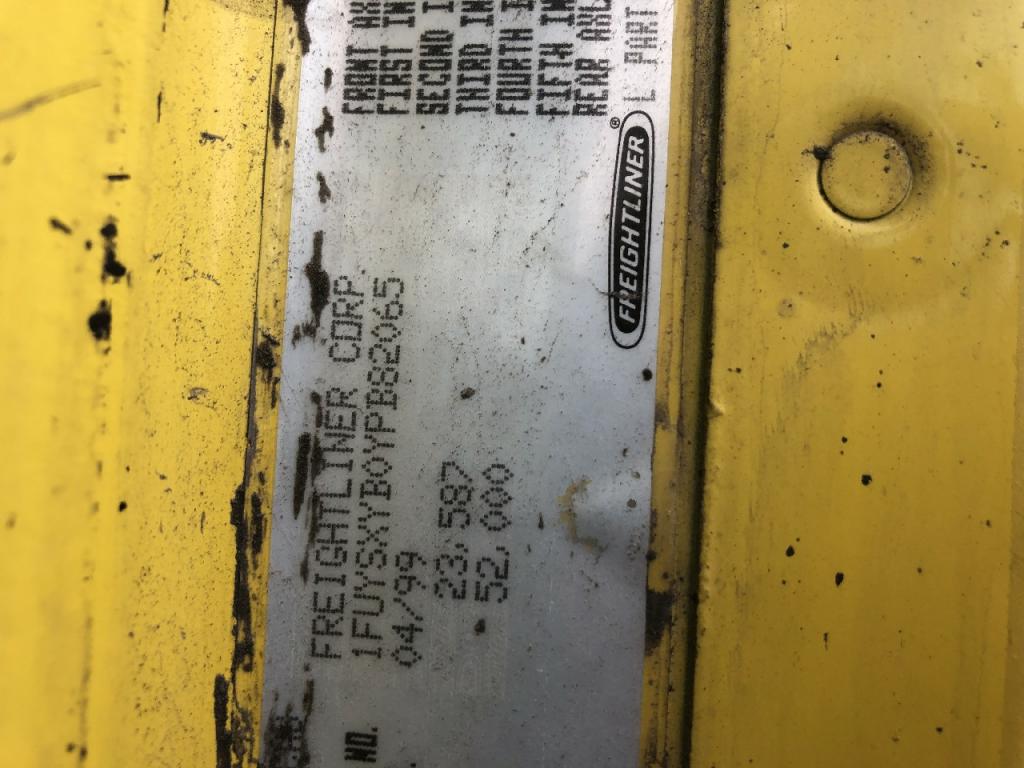 FREIGHTLINER CORP.
1FUYSXYB0YPB82065
04/99
23,587
52,000
NO.
FRONT AX
FIRST IN
SECOND I
THIRD IN
FOURTH I
FIFTH IN
REAR AXL
FREIGHTLINER®
L PART